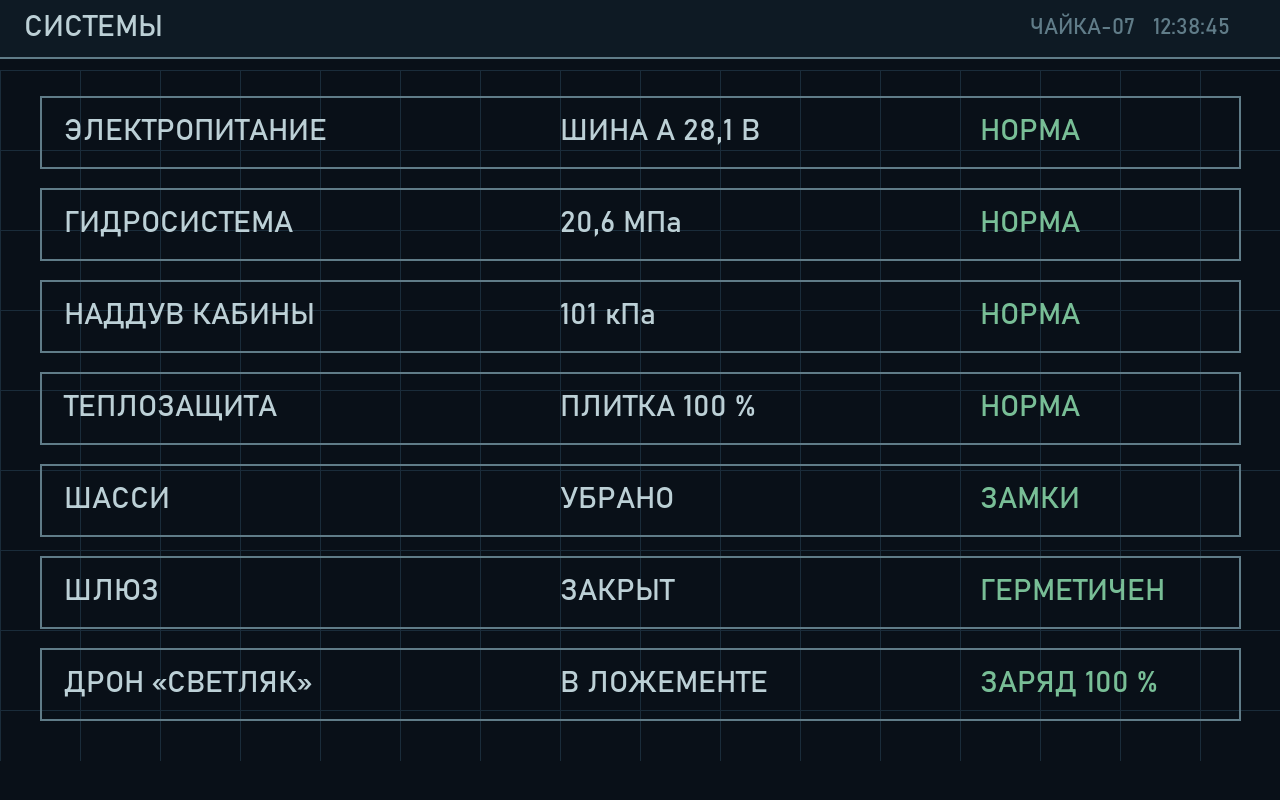 СИСТЕМЫ ЧАЙКА-07 12:38:45
ЭЛЕКТРОПИТАНИЕ ШИНА А 28,1 В НОРМА
ГИДРОСИСТЕМА 20,6 МПа НОРМА
НАДДУВ КАБИНЫ 101 кПа НОРМА
ТЕПЛОЗАЩИТА ПЛИТКА 100 % НОРМА
ШАССИ УБРАНО ЗАМКИ
ШЛЮЗ ЗАКРЫТ ГЕРМЕТИЧЕН
ДРОН «СВЕТЛЯК» В ЛОЖЕМЕНТЕ ЗАРЯД 100 %